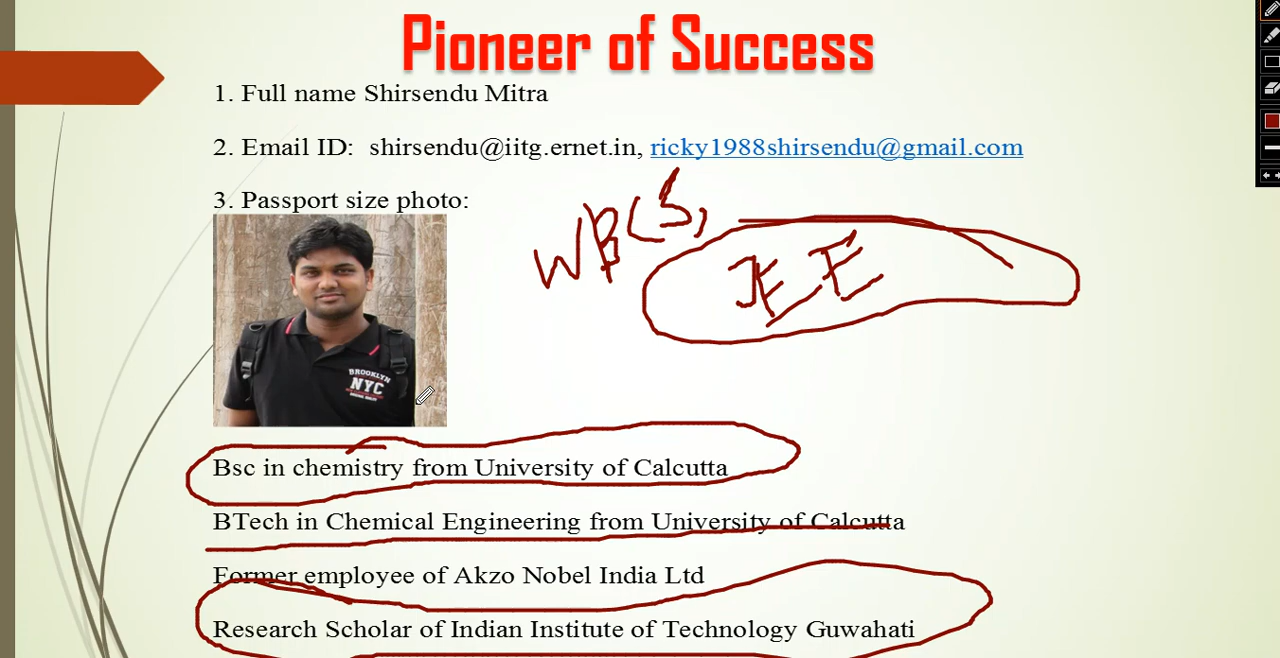 Pioneer of Success
1. Full name Shirsendu Mitra
2. Email ID: shirsendu@iitg.ernet.in, ricky1988shirsendu@gmail.com
3. Passport size photo:
WBCS,
JEE
BROOKLYN
NYC
Bsc in chemistry from University of Calcutta
BTech in Chemical Engineering from University of Calcutta
Former employee of Akzo Nobel India Ltd
Research Scholar of Indian Institute of Technology Guwahati